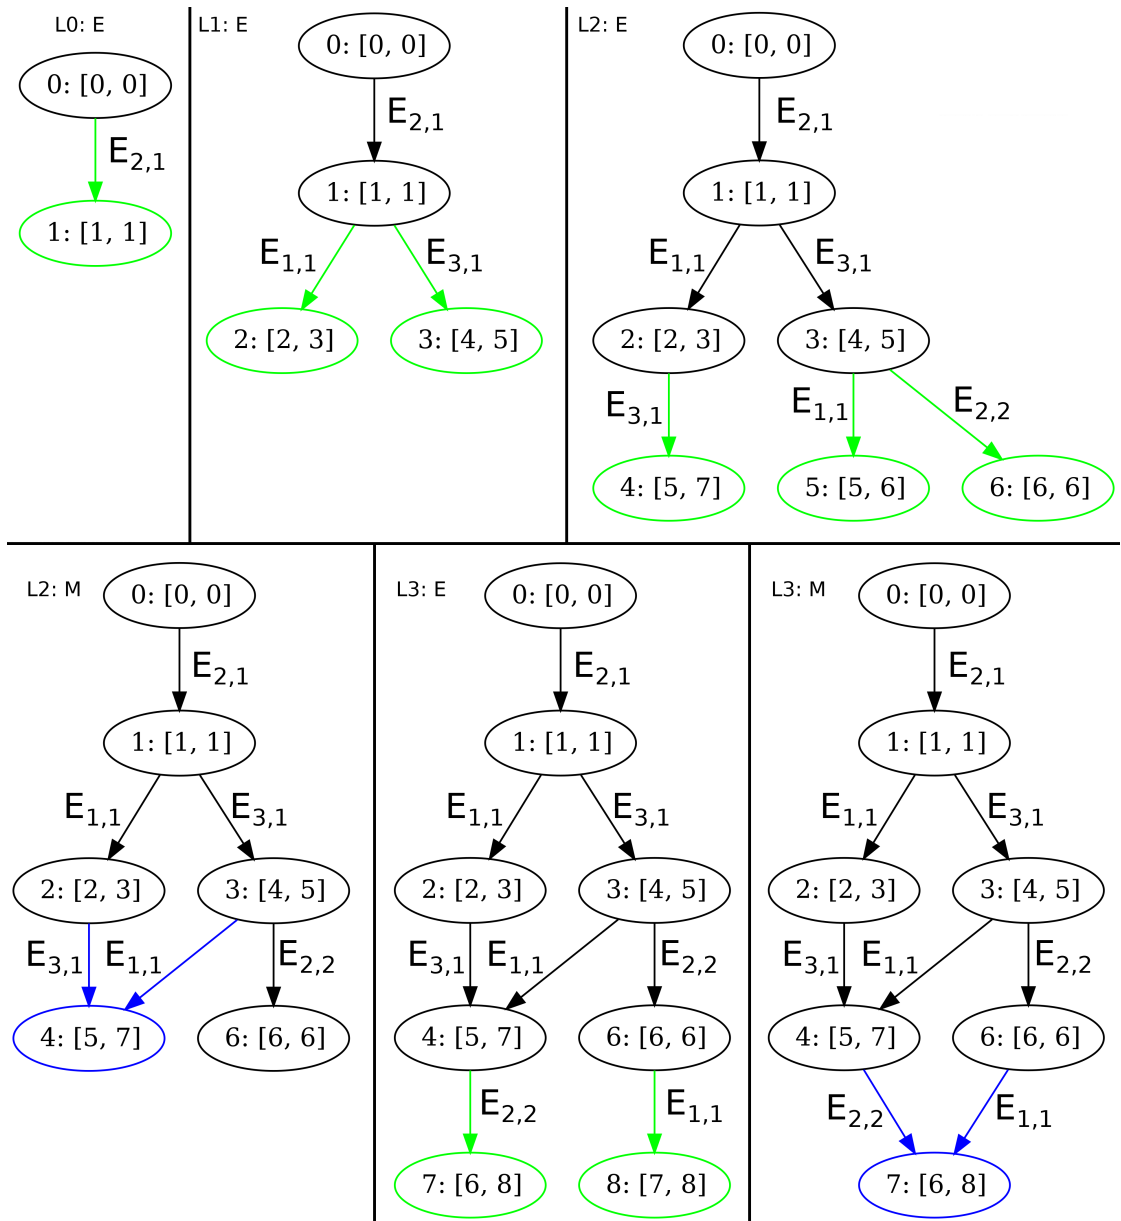 L0: E
0: [0, 0]
E2,1
1: [1, 1]
L1: E
0: [0, 0]
E2,1
1: [1, 1]
E1,1
E3,1
2: [2, 3]
3: [4, 5]
L2: E
0: [0, 0]
E2,1
1: [1, 1]
E1,1
E3,1
2: [2, 3]
3: [4, 5]
E3,1
E1,1
E2,2
4: [5, 7]
5: [5, 6]
6: [6, 6]
L2: M
0: [0, 0]
E2,1
1: [1, 1]
E1,1
E3,1
2: [2, 3]
3: [4, 5]
E3,1
E1,1
E2,2
4: [5, 7]
6: [6, 6]
L3: E
0: [0, 0]
E2,1
1: [1, 1]
E1,1
E3,1
2: [2, 3]
3: [4, 5]
E3,1
E1,1
E2,2
4: [5, 7]
6: [6, 6]
E2,2
E1,1
7: [6, 8]
8: [7, 8]
L3: M
0: [0, 0]
E2,1
1: [1, 1]
E1,1
E3,1
2: [2, 3]
3: [4, 5]
E3,1
E1,1
E2,2
4: [5, 7]
6: [6, 6]
E2,2
E1,1
7: [6, 8]